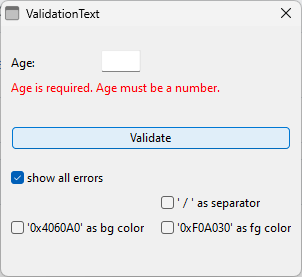 ValidationText
Age:
Age is required. Age must be a number.
Validate
show all errors
' / ' as separator
'0x4060A0' as bg color
'0xF0A030' as fg color